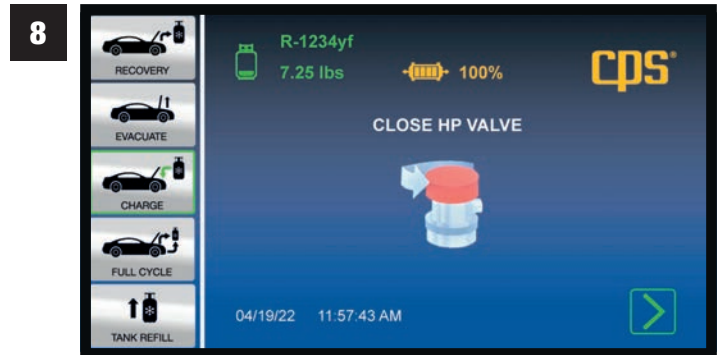 8
RECOVERY
EVACUATE
CHARGE
FULL CYCLE
TANK REFILL
R-1234yf
7.25 lbs
100%
CPS®
CLOSE HP VALVE
04/19/22 11:57:43 AM